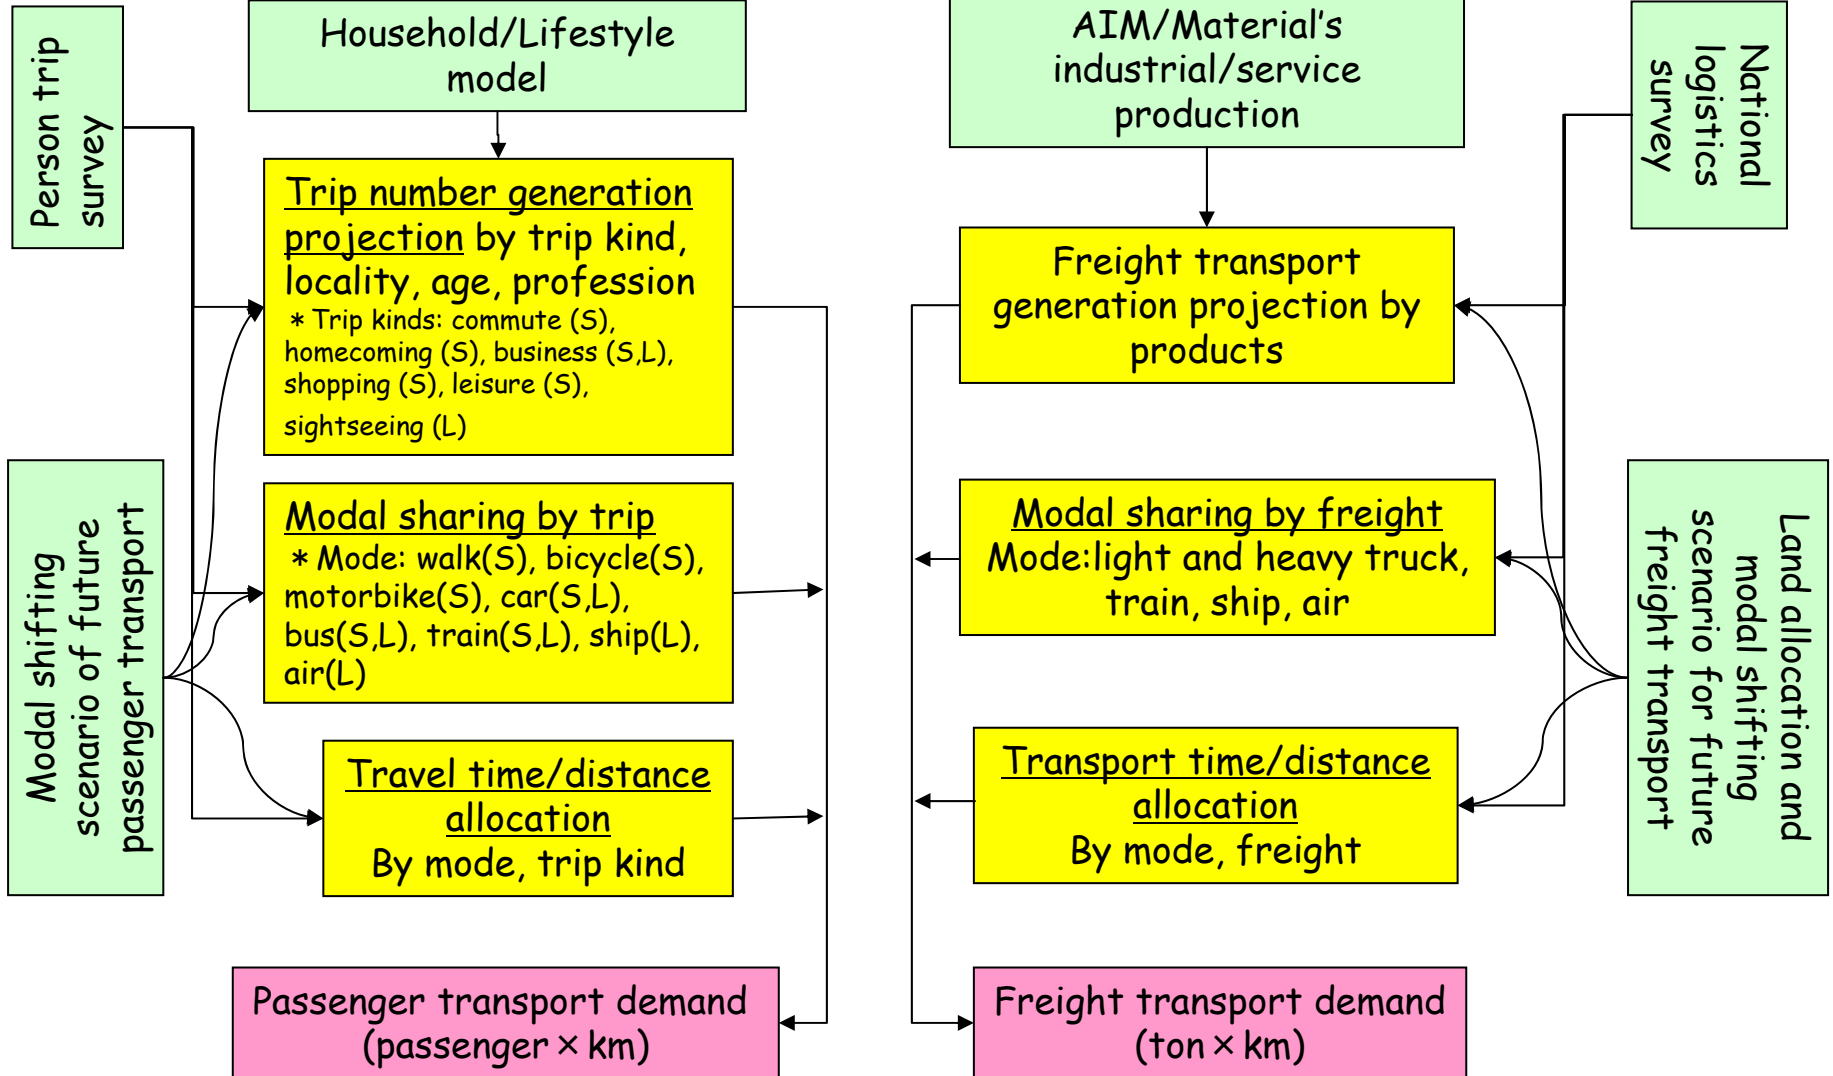 Person trip
survey
Household/Lifestyle
model
AIM/Material's
industrial/service
production
National
logistics
survey
Trip number generation
projection by trip kind,
locality, age, profession
* Trip kinds: commute (S),
homecoming (S), business (S,L),
shopping (S), leisure (S),
sightseeing (L)
Freight transport
generation projection by
products
Modal shifting
scenario of future
passenger transport
Modal sharing by trip
* Mode: walk(S), bicycle(S),
motorbike(S), car(S,L),
bus(S,L), train(S,L), ship(L),
air(L)
Modal sharing by freight
Mode:light and heavy truck,
train, ship, air
Land allocation and
modal shifting
scenario for future
freight transport
Travel time/distance
allocation
By mode, trip kind
Transport time/distance
allocation
By mode, freight
Passenger transport demand
(passenger×km)
Freight transport demand
(ton×km)